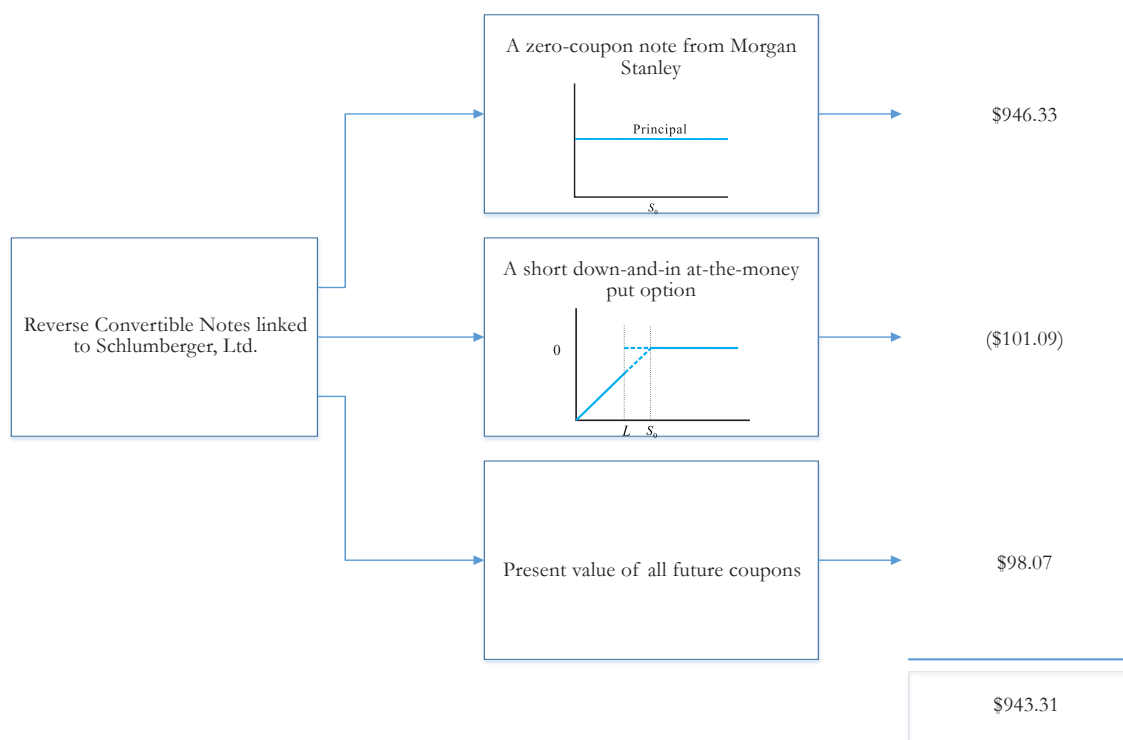 A zero-coupon note from Morgan
Stanley
Principal
S₀
$946.33
Reverse Convertible Notes linked
to Schlumberger, Ltd.
A short down-and-in at-the-money
put option
0
L S₀
($101.09)
Present value of all future coupons
$98.07
$943.31